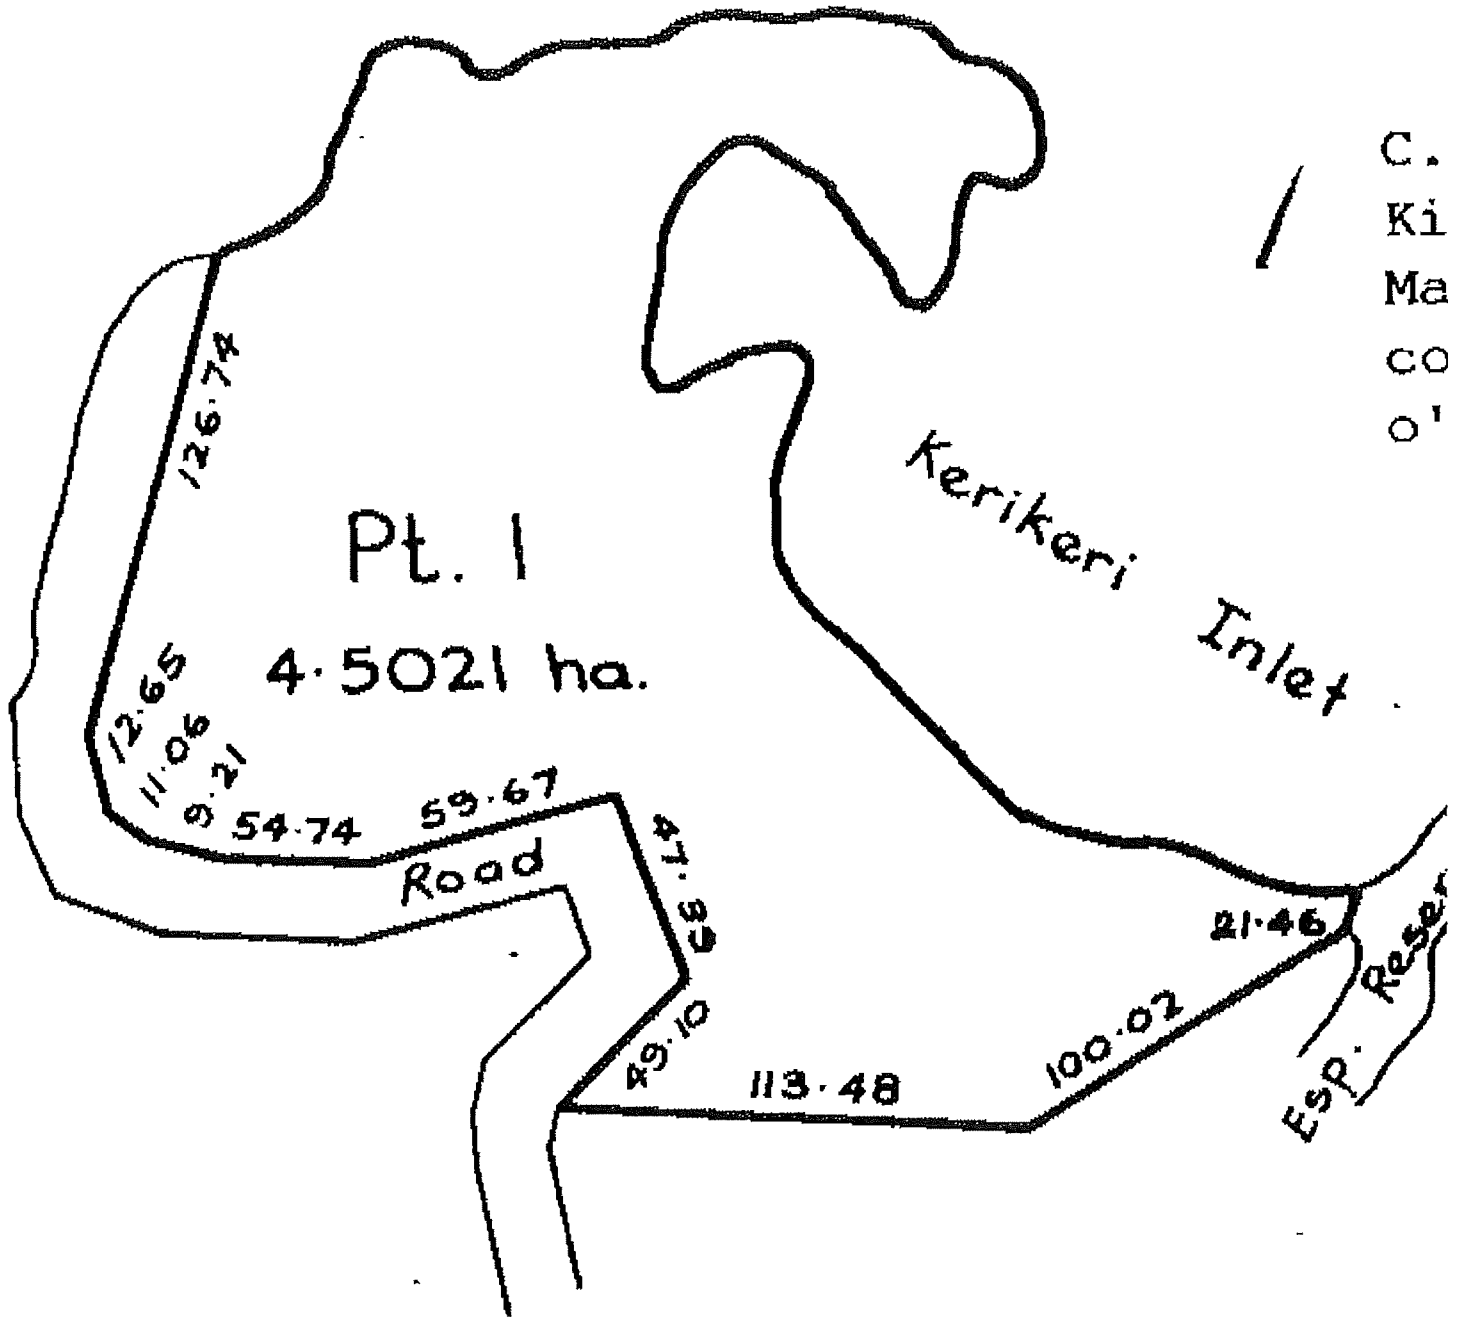 C.
Ki
Ma
co
o'
126.74
Pt. 1
4.5021 ha.
Kerikeri Inlet
12.65
11.06
9.21
54.74
59.67
Road
47.89
49.10
113.48
100.02
21.46
Esp. Reser